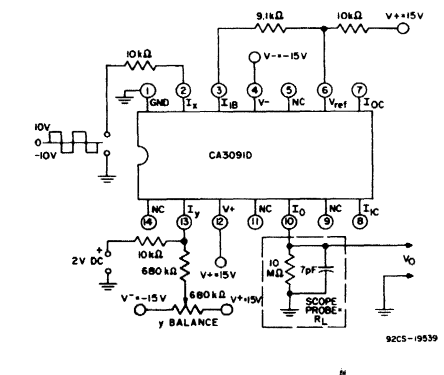 9.1kΩ 10kΩ V+=15V
V-=-15V
10kΩ
1 2 3 4 5 6 7
GND Ix IIB V- NC Vref IOC
10V
0
-10V
CA3091D
NC Iy V+ NC IO NC IIC
14 13 12 11 10 9 8
+
2V DC
-
10kΩ
680kΩ
V+=15V
10 MΩ
7pF
VO
V-=-15V 680kΩ V+=15V
y BALANCE
SCOPE
PROBE=
RL
92CS-19539